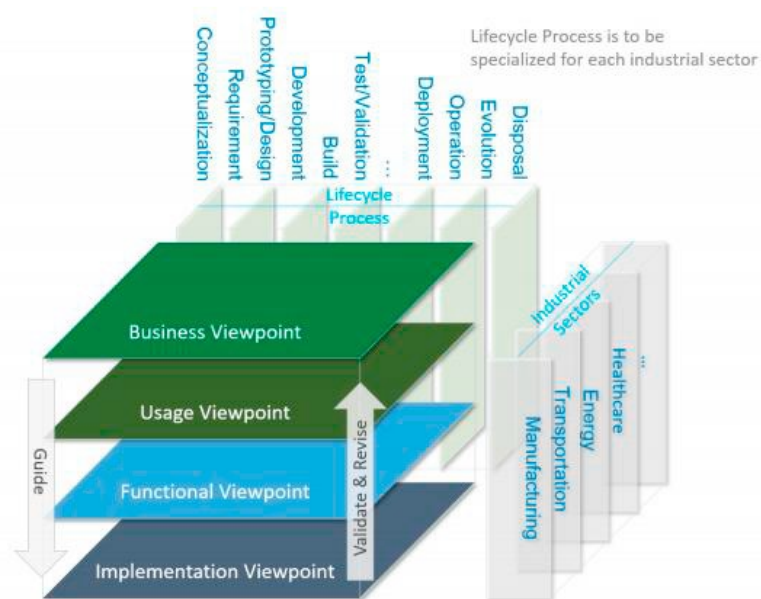 Lifecycle Process is to be
specialized for each industrial sector
Conceptualization
Requirement
Prototyping/Design
Development
Build
Test/Validation
...
Deployment
Operation
Evolution
Disposal
Lifecycle
Process
Business Viewpoint
Usage Viewpoint
Functional Viewpoint
Implementation Viewpoint
Guide
Validate & Revise
Industrial
Sectors
Manufacturing
Transportation
Energy
Healthcare
...